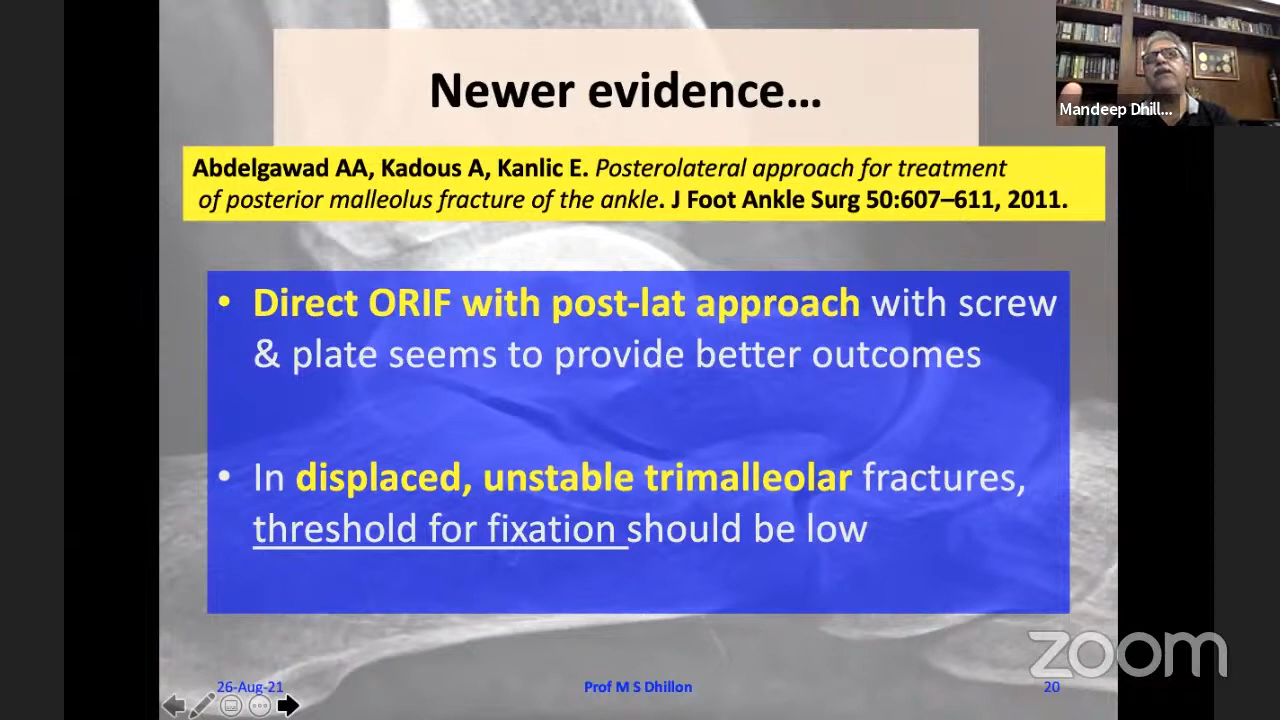 Newer evidence…
Mandeep Dhill...
Abdelgawad AA, Kadous A, Kanlic E. Posterolateral approach for treatment
of posterior malleolus fracture of the ankle. J Foot Ankle Surg 50:607–611, 2011.
• Direct ORIF with post-lat approach with screw
& plate seems to provide better outcomes
• In displaced, unstable trimalleolar fractures,
threshold for fixation should be low
zoom
26-Aug-21
Prof M S Dhillon
20